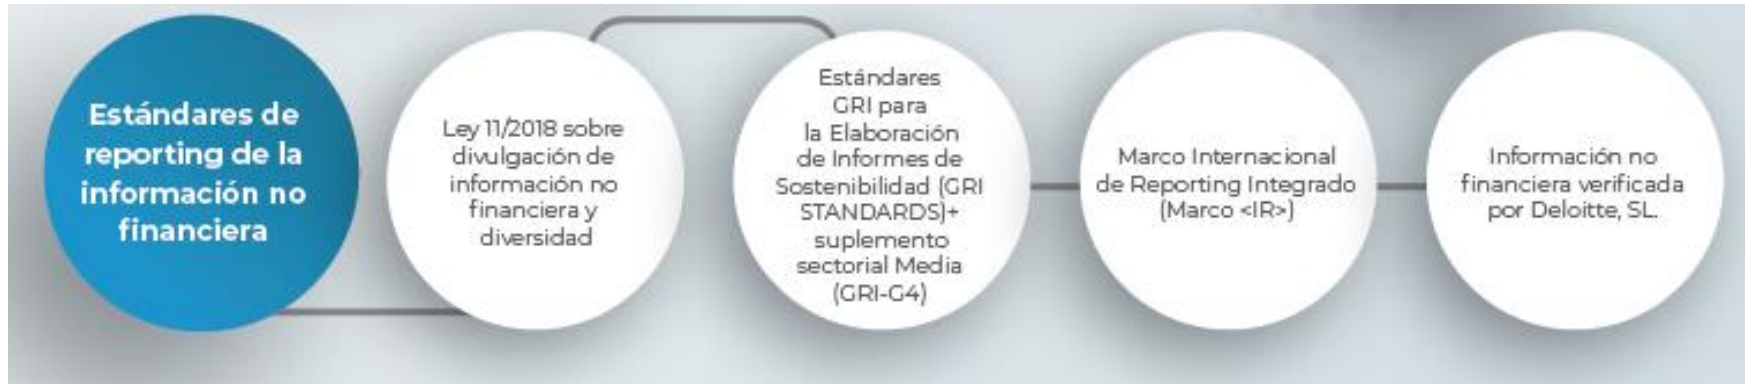 Estándares de
reporting de la
información no
financiera
Ley 11/2018 sobre
divulgación de
información no
financiera y
diversidad
Estándares
GRI para
la Elaboración
de Informes de
Sostenibilidad (GRI
STANDARDS)+
suplemento
sectorial Media
(GRI-G4)
Marco Internacional
de Reporting Integrado
(Marco <IR>)
Información no
financiera verificada
por Deloitte, SL.